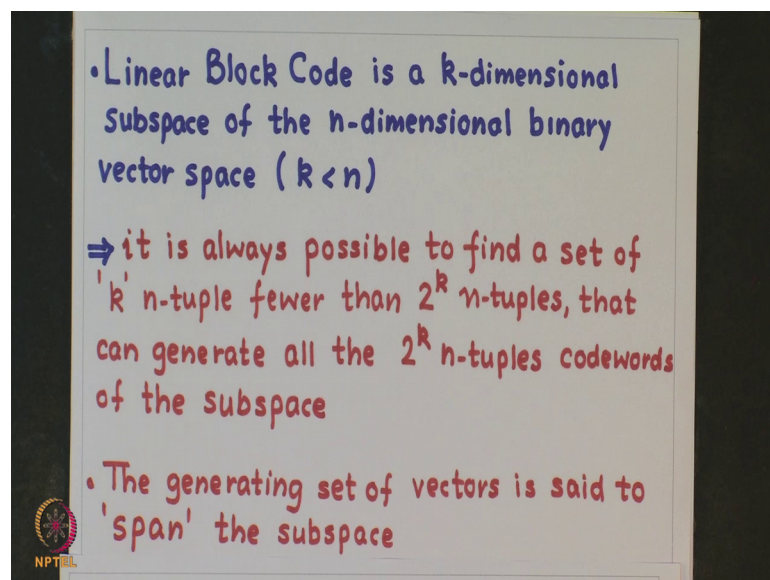 • Linear Block Code is a k-dimensional
subspace of the n-dimensional binary
vector space (k < n)
⇒ it is always possible to find a set of
'k' n-tuple fewer than 2^k n-tuples, that
can generate all the 2^k n-tuples codewords
of the subspace
• The generating set of vectors is said to
'span' the subspace
NPTEL